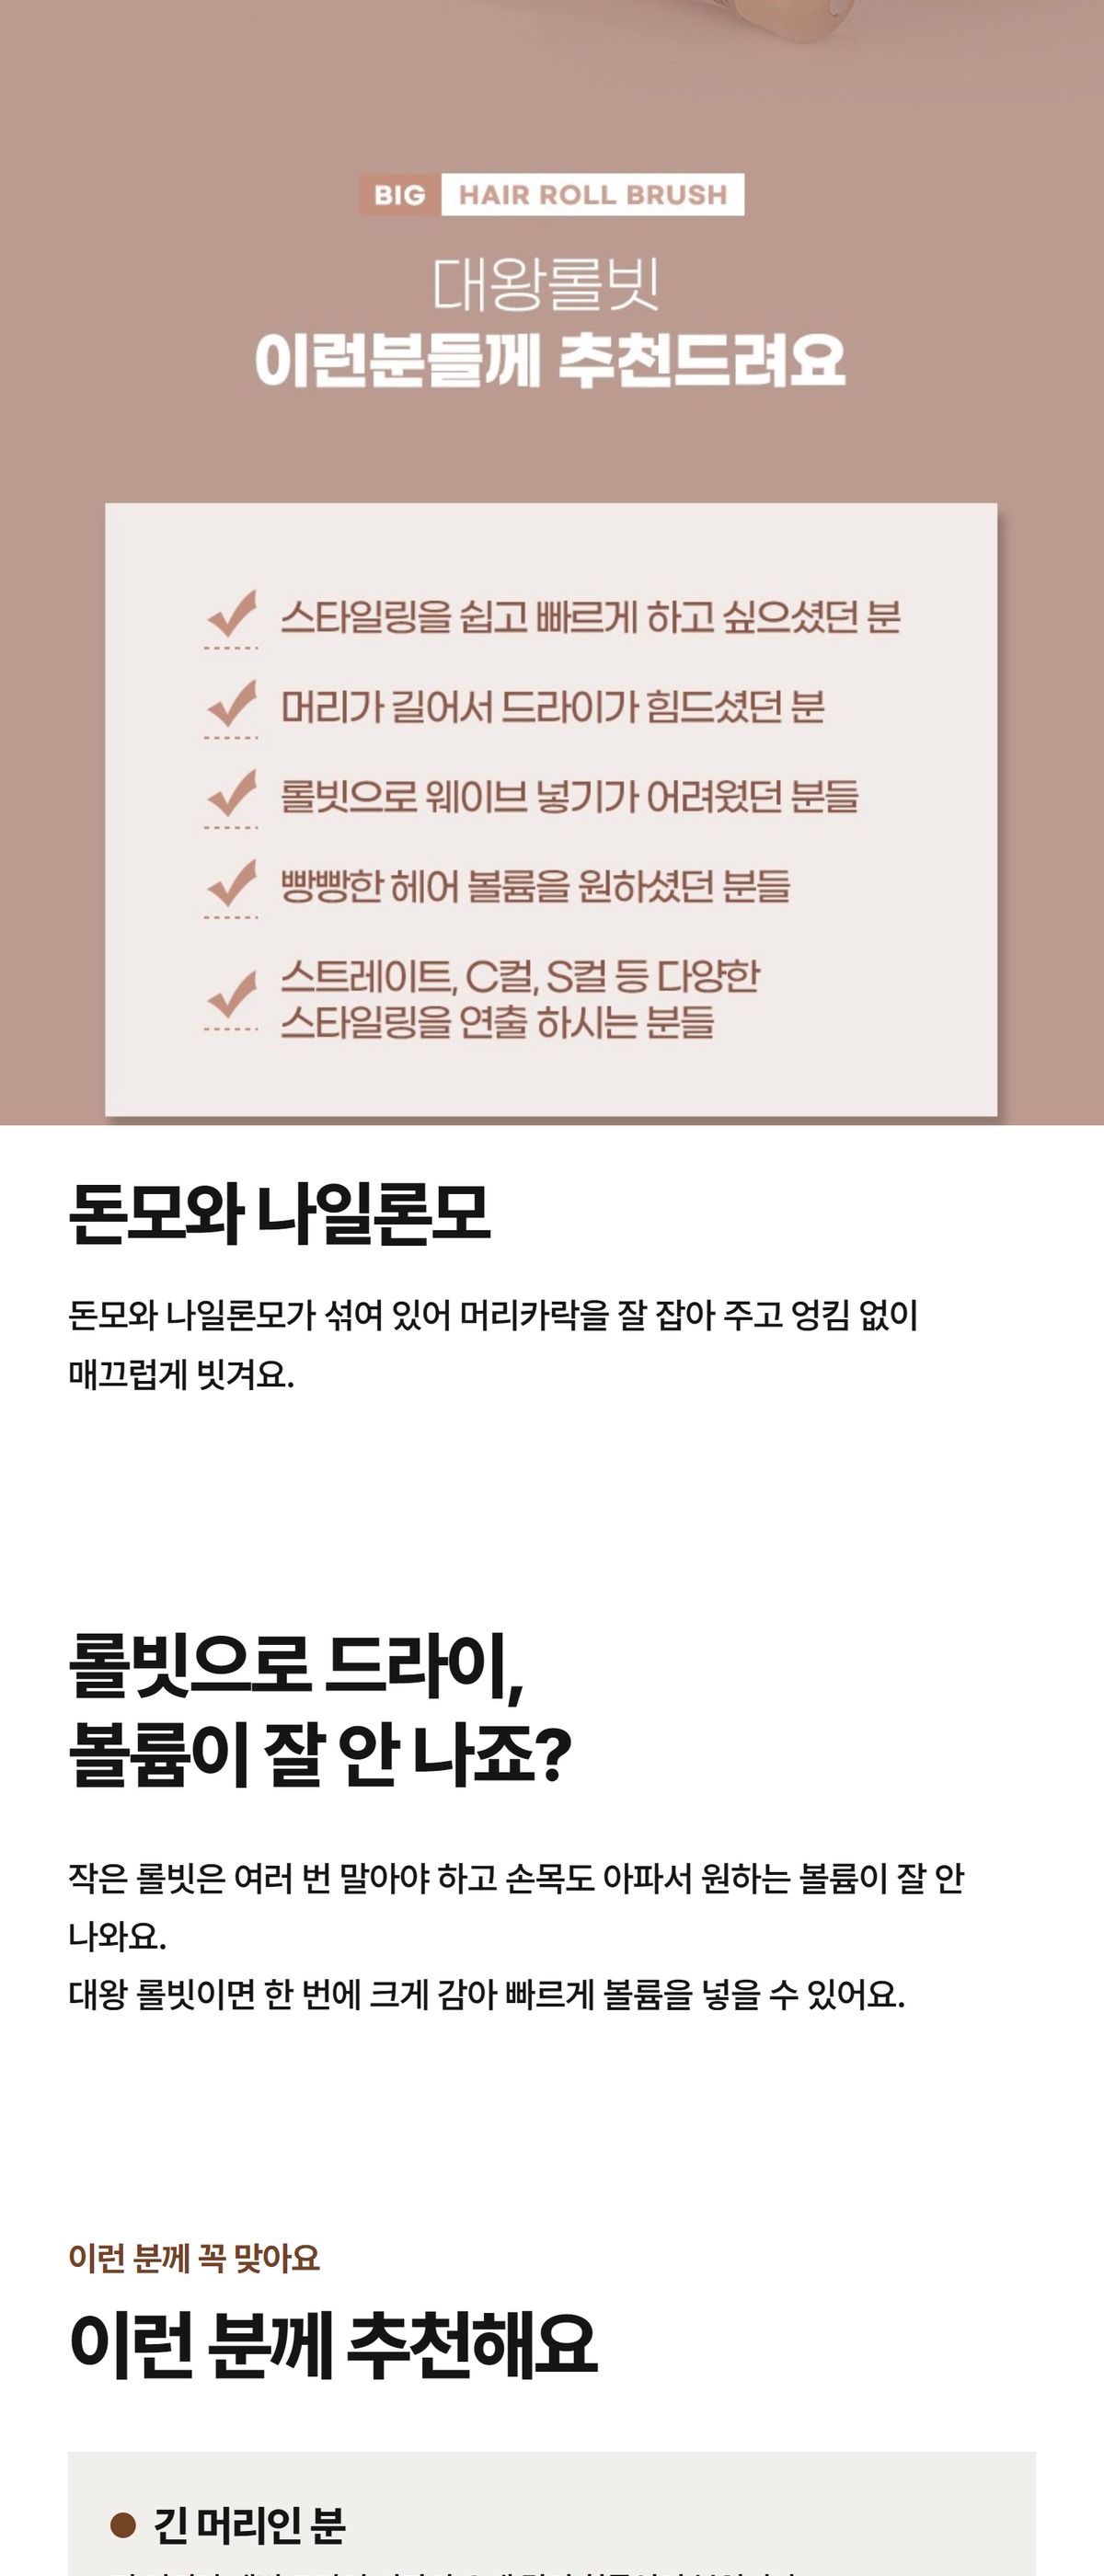 BIG HAIR ROLL BRUSH
대왕롤빗
이런분들께 추천드려요
스타일링을 쉽고 빠르게 하고 싶으셨던 분
머리가 길어서 드라이가 힘드셨던 분
롤빗으로 웨이브 넣기가 어려웠던 분들
빵빵한 헤어 볼륨을 원하셨던 분들
스트레이트, C컬, S컬 등 다양한
스타일링을 연출 하시는 분들
돈모와 나일론모
돈모와 나일론모가 섞여 있어 머리카락을 잘 잡아 주고 엉킴 없이
매끄럽게 빗겨요.
롤빗으로 드라이,
볼륨이 잘 안 나죠?
작은 롤빗은 여러 번 말아야 하고 손목도 아파서 원하는 볼륨이 잘 안
나와요.
대왕 롤빗이면 한 번에 크게 감아 빠르게 볼륨을 넣을 수 있어요.
이런 분께 꼭 맞아요
이런 분께 추천해요
긴 머리인 분